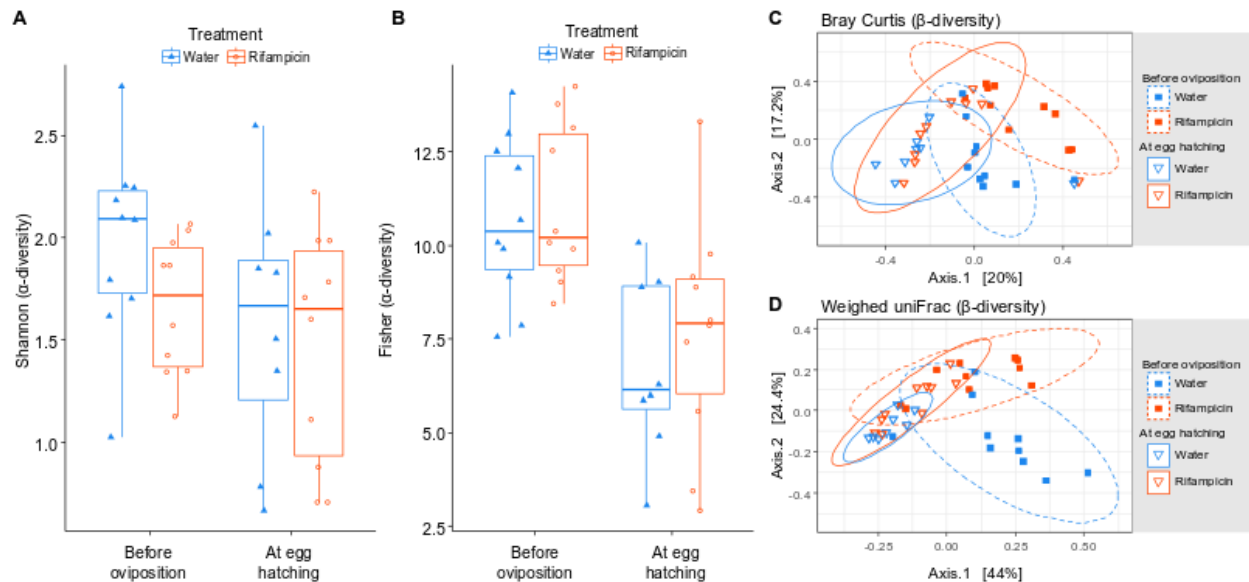 A
Treatment
Water Rifampicin
Shannon (α-diversity)
2.5
2.0
1.5
1.0
Before
oviposition
At egg
hatching
B
Treatment
Water Rifampicin
Fisher (α-diversity)
12.5
10.0
7.5
5.0
2.5
Before
oviposition
At egg
hatching
C
Bray Curtis (β-diversity)
Axis.2 [17.2%]
0.4
0.0
-0.4
-0.4
0.0
0.4
Axis.1 [20%]
Before oviposition
Water
Rifampicin
At egg hatching
Water
Rifampicin
D
Weighed uniFrac (β-diversity)
Axis.2 [24.4%]
0.4
0.2
0.0
-0.2
-0.4
-0.25
0.00
0.25
0.50
Axis.1 [44%]
Before oviposition
Water
Rifampicin
At egg hatching
Water
Rifampicin